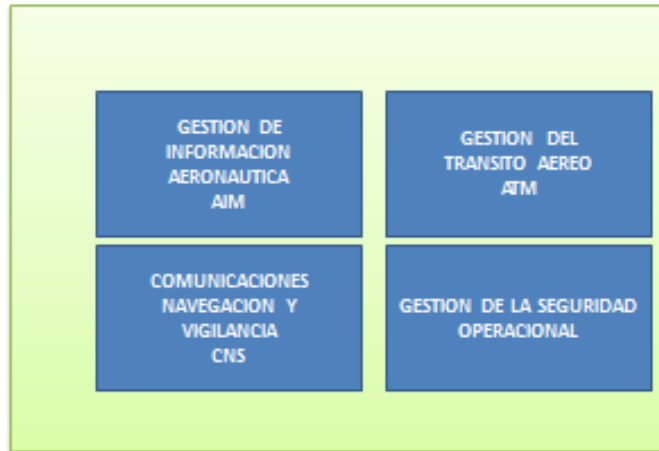 GESTION DE
INFORMACION
AERONAUTICA
AIM
GESTION DEL
TRANSITO AEREO
ATM
COMUNICACIONES
NAVEGACION Y
VIGILANCIA
CNS
GESTION DE LA SEGURIDAD
OPERACIONAL